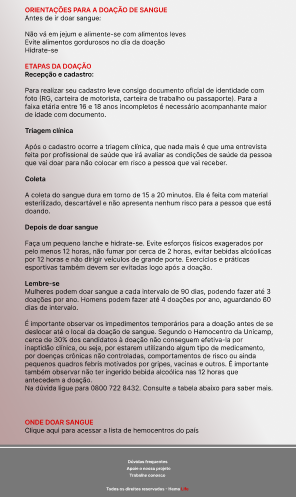 ORIENTAÇÕES PARA A DOAÇÃO DE SANGUE
Antes de ir doar sangue:
Não vá em jejum e alimente-se com alimentos leves
Evite alimentos gordurosos no dia da doação
Hidrate-se
ETAPAS DA DOAÇÃO
Recepção e cadastro:
Para realizar seu cadastro leve consigo documento oficial de identidade com
foto (RG, carteira de motorista, carteira de trabalho ou passaporte). Para a
faixa etária entre 16 e 18 anos incompletos é necessário acompanhante maior
de idade com documento.
Triagem clínica
Após o cadastro ocorre a triagem clínica, que nada mais é que uma entrevista
feita por profissional de saúde que irá avaliar as condições de saúde da pessoa
que vai doar para não colocar em risco a pessoa que vai receber.
Coleta
A coleta do sangue dura em torno de 15 a 20 minutos. Ela é feita com material
esterilizado, descartável e não apresenta nenhum risco para a pessoa que está
doando.
Depois de doar sangue
Faça um pequeno lanche e hidrate-se. Evite esforços físicos exagerados por
pelo menos 12 horas, não fumar por cerca de 2 horas, evitar bebidas alcóolicas
por 12 horas e não dirigir veículos de grande porte. Exercícios e práticas
esportivas também devem ser evitadas logo após a doação.
Lembre-se
Mulheres podem doar sangue a cada intervalo de 90 dias, podendo fazer até 3
doações por ano. Homens podem fazer até 4 doações por ano, aguardando 60
dias de intervalo.
É importante observar os impedimentos temporários para a doação antes de se
deslocar até o local da doação de sangue. Segundo o Hemocentro da Unicamp,
cerca de 30% dos candidatos à doação não conseguem efetiva-la por
inaptidão clínica, ou seja, por estarem utilizando algum tipo de medicamento,
por doenças crônicas não controladas, comportamentos de risco ou ainda
pequenos quadros febris motivados por gripes, vacinas e outros. É importante
também observar não ter ingerido bebida alcoólica nas 12 horas que
antecedem a doação.
Na dúvida ligue para 0800 722 8432. Consulte a tabela abaixo para saber mais.
ONDE DOAR SANGUE
Clique aqui para acessar a lista de hemocentros do país
Dúvidas frequentes
Apoie o nosso projeto
Trabalhe conosco
Todos os direitos reservados - Hemo Life.